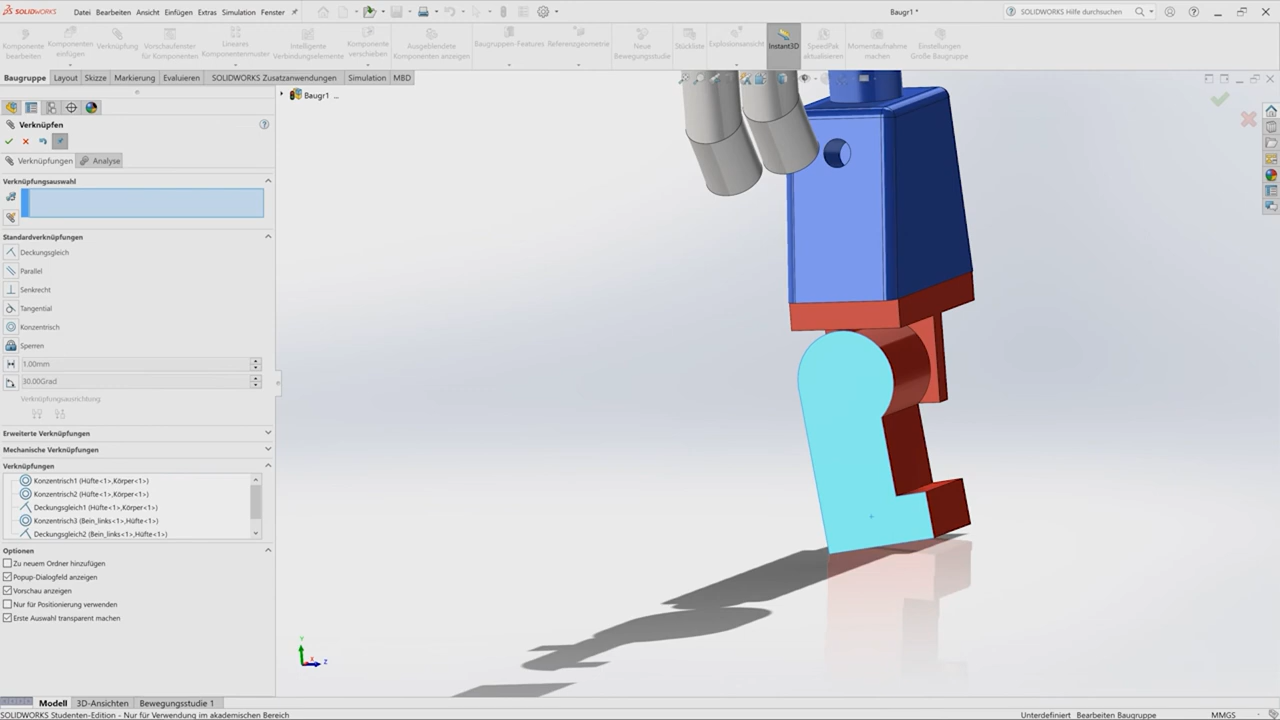 SOLIDWORKS
Datei Bearbeiten Ansicht Einfügen Extras Simulation Fenster
Baugr1 *
SOLIDWORKS Hilfe durchsuchen
Komponente bearbeiten
Komponenten einfügen
Verknüpfung
Vorschaufenster für Komponenten
Lineares Komponentenmuster
Intelligente Verbindungselemente
Komponente verschieben
Ausgeblendete Komponenten anzeigen
Baugruppen-Features
Referenzgeometrie
Neue Bewegungsstudie
Stückliste
Explosionsansicht
Instant3D
SpeedPak aktualisieren
Momentaufnahme machen
Einstellungen Große Baugruppe
Baugruppe Layout Skizze Markierung Evaluieren SOLIDWORKS Zusatzanwendungen Simulation MBD
Baugr1 ...
Verknüpfen
Verknüpfungen Analyse
Verknüpfungsauswahl
Standardverknüpfungen
Deckungsgleich
Parallel
Senkrecht
Tangential
Konzentrisch
Sperren
1.00mm
30.00Grad
Verknüpfungsausrichtung
Erweiterte Verknüpfungen
Mechanische Verknüpfungen
Verknüpfungen
Konzentrisch1 (Hüfte<1>,Körper<1>)
Konzentrisch2 (Hüfte<1>,Körper<1>)
Deckungsgleich1 (Hüfte<1>,Körper<1>)
Konzentrisch3 (Bein_links<1>,Hüfte<1>)
Deckungsgleich2 (Bein_links<1>,Hüfte<1>)
Optionen
Zu neuem Ordner hinzufügen
Popup-Dialogfeld anzeigen
Vorschau anzeigen
Nur für Positionierung verwenden
Erste Auswahl transparent machen
Y
X
Z
Modell 3D-Ansichten Bewegungsstudie 1
SOLIDWORKS Studenten-Edition - Nur für Verwendung im akademischen Bereich
Unterdefiniert Bearbeiten Baugruppe MMGS